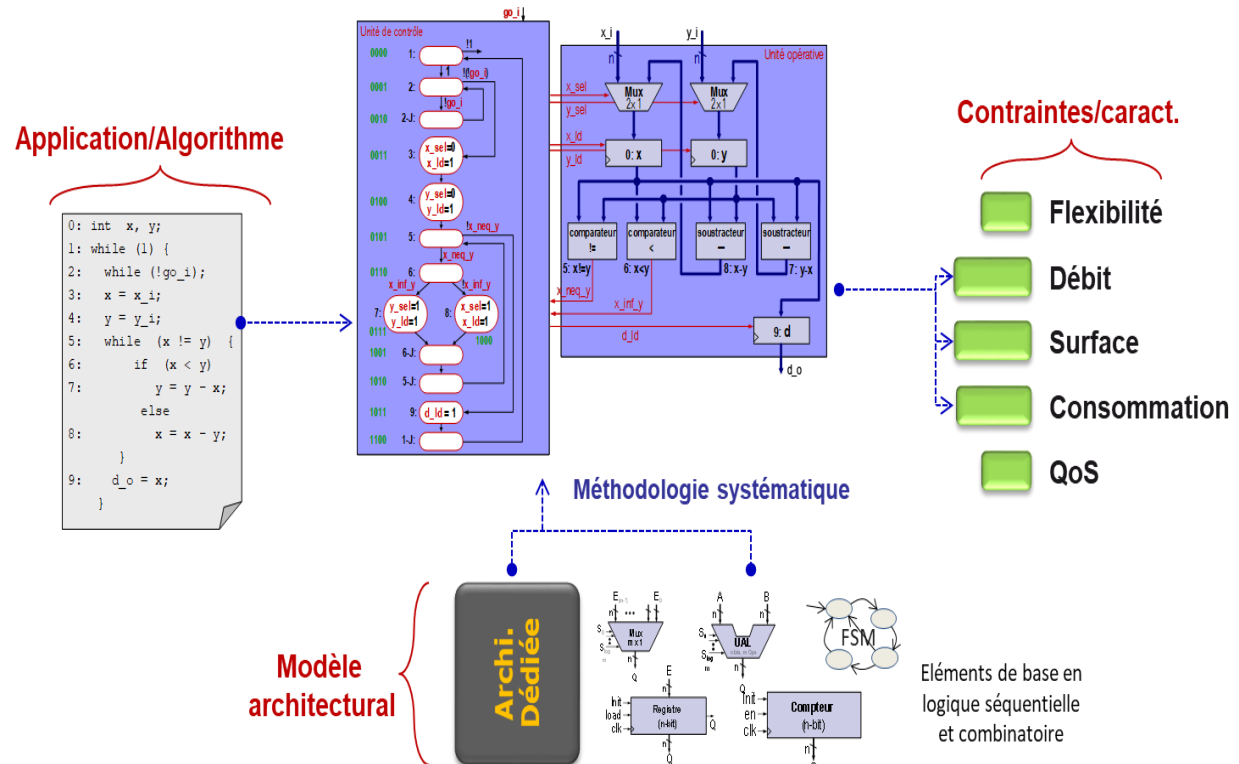 Application/Algorithme
0: int x, y;
1: while (1) {
2: while (!go_i);
3: x = x_i;
4: y = y_i;
5: while (x != y) {
6: if (x < y)
7: y = y - x;
else
8: x = x - y;
}
9: d_o = x;
}
go_i
Unité de contrôle
0000 1: !1
1
0001 2: !(!go_i)
!go_i
0010 2-J:
0011 3: x_sel=0
x_ld=1
0100 4: y_sel=0
y_ld=1
0101 5: !x_neq_y
x_neq_y
0110 6:
x_inf_y !x_inf_y
7: y_sel=1
y_ld=1
0111
8: x_sel=1
x_ld=1
1000
1001 6-J:
1010 5-J:
1011 9: d_ld = 1
1100 1-J:
x_sel
y_sel
x_ld
y_ld
x_neq_y
x_inf_y
d_ld
x_i y_i
Unité opérative
n n
Mux
2x1
Mux
2x1
0: x 0: y
comparateur
!=
comparateur
<
soustracteur
–
soustracteur
–
5: x!=y 6: x<y 8: x-y 7: y-x
9: d
d_o
Contraintes/caract.
Flexibilité
Débit
Surface
Consommation
QoS
Méthodologie systématique
Modèle
architectural
Archi.
Dédiée
n n
Mux
m x 1
n
Q
A B
n n
UAL
n
Q
FSM
E
n
Init
load
clk
Registre
(n-bit)
Q
n
Q
Init
en
clk
Compteur
(n-bit)
n
Eléments de base en
logique séquentielle
et combinatoire